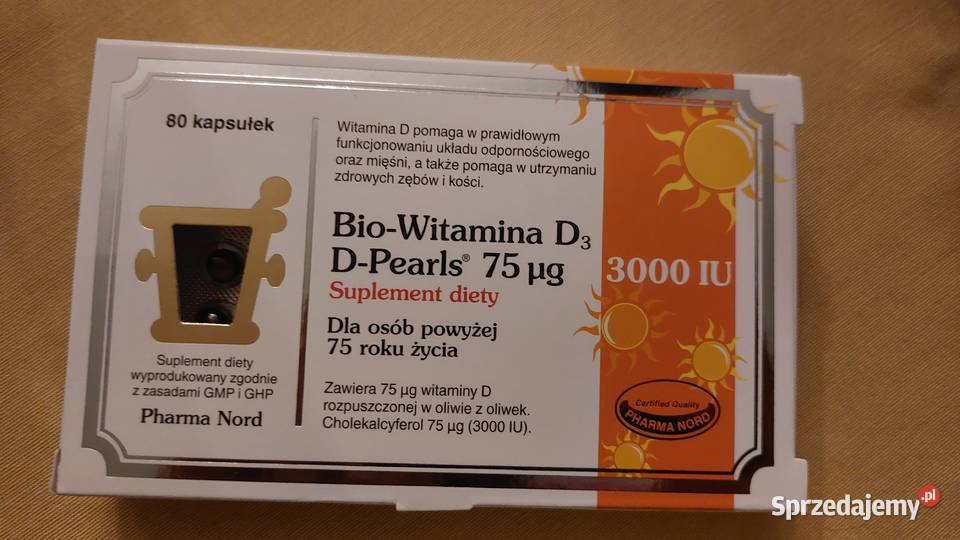 80 kapsułek
Witamina D pomaga w prawidłowym
funkcjonowaniu układu odpornościowego
oraz mięśni, a także pomaga w utrzymaniu
zdrowych zębów i kości.
Bio-Witamina D₃
D-Pearls® 75 µg
3000 IU
Suplement diety
Dla osób powyżej
75 roku życia
Suplement diety
wyprodukowany zgodnie
z zasadami GMP i GHP
Pharma Nord
Zawiera 75 µg witaminy D
rozpuszczonej w oliwie z oliwek.
Cholekalcyferol 75 µg (3000 IU).
Certified Quality
PHARMA NORD
Sprzedajemy.pl